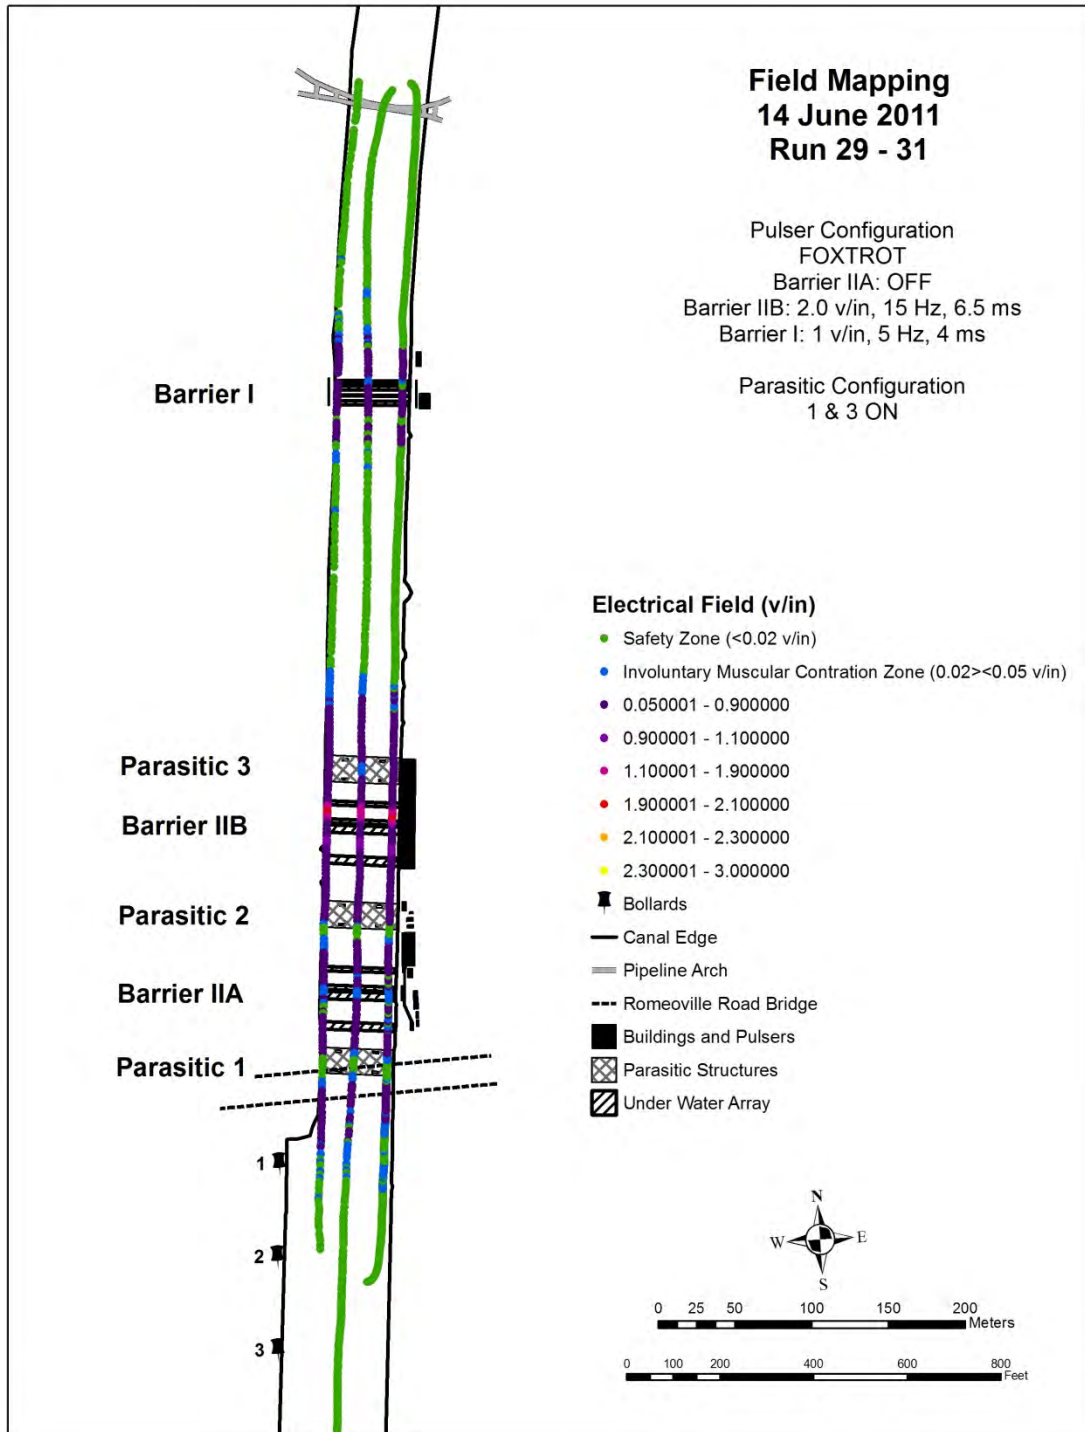 Field Mapping
14 June 2011
Run 29 - 31
Pulser Configuration
FOXTROT
Barrier IIA: OFF
Barrier IIB: 2.0 v/in, 15 Hz, 6.5 ms
Barrier I: 1 v/in, 5 Hz, 4 ms
Parasitic Configuration
1 & 3 ON
Barrier I
Parasitic 3
Barrier IIB
Parasitic 2
Barrier IIA
Parasitic 1
1
2
3
Electrical Field (v/in)
Safety Zone (<0.02 v/in)
Involuntary Muscular Contration Zone (0.02><0.05 v/in)
0.050001 - 0.900000
0.900001 - 1.100000
1.100001 - 1.900000
1.900001 - 2.100000
2.100001 - 2.300000
2.300001 - 3.000000
Bollards
Canal Edge
Pipeline Arch
Romeoville Road Bridge
Buildings and Pulsers
Parasitic Structures
Under Water Array
N
W E
S
0 25 50 100 150 200
Meters
0 100 200 400 600 800
Feet